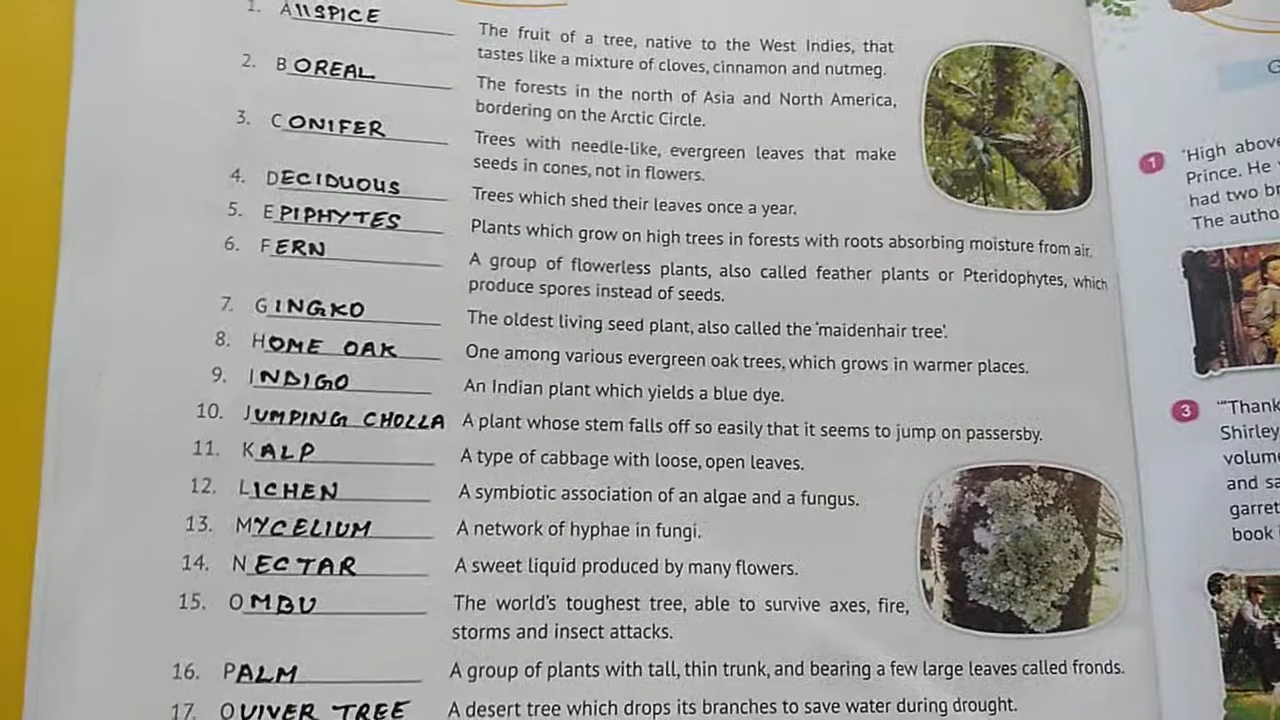 1. AllSPICE
The fruit of a tree, native to the West Indies, that
tastes like a mixture of cloves, cinnamon and nutmeg.
2. BOREAL
The forests in the north of Asia and North America,
bordering on the Arctic Circle.
3. CONIFER
Trees with needle-like, evergreen leaves that make
seeds in cones, not in flowers.
4. DECIDUOUS
Trees which shed their leaves once a year.
5. EPIPHYTES
Plants which grow on high trees in forests with roots absorbing moisture from air.
6. FERN
A group of flowerless plants, also called feather plants or Pteridophytes, which
produce spores instead of seeds.
7. GINGKO
The oldest living seed plant, also called the 'maidenhair tree'.
8. HOME OAK
One among various evergreen oak trees, which grows in warmer places.
9. INDIGO
An Indian plant which yields a blue dye.
10. JUMPING CHOLLA
A plant whose stem falls off so easily that it seems to jump on passersby.
11. KALP
A type of cabbage with loose, open leaves.
12. LICHEN
A symbiotic association of an algae and a fungus.
13. MYCELIUM
A network of hyphae in fungi.
14. NECTAR
A sweet liquid produced by many flowers.
15. OMBU
The world's toughest tree, able to survive axes, fire,
storms and insect attacks.
16. PALM
A group of plants with tall, thin trunk, and bearing a few large leaves called fronds.
17. QUIVER TREE
A desert tree which drops its branches to save water during drought.
1
'High above
Prince. He
had two
The
3
"'Thank
Shirley
and
book